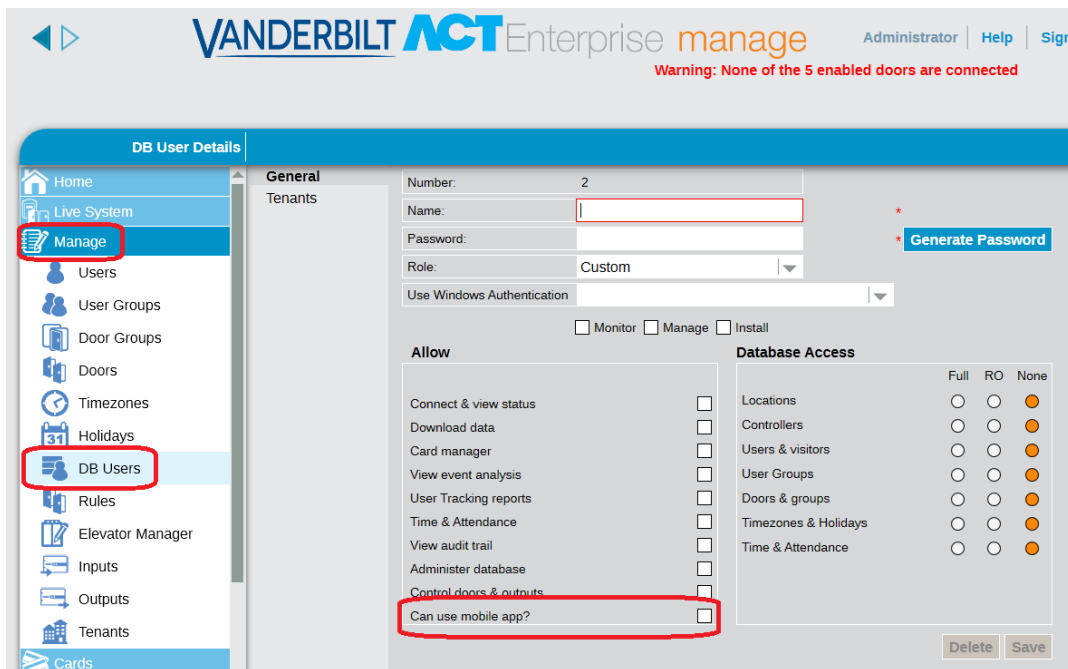 VANDERBILT ACT Enterprise manage
Administrator Help Sign
Warning: None of the 5 enabled doors are connected
DB User Details
Home
Live System
Manage
Users
User Groups
Door Groups
Doors
Timezones
31 Holidays
DB Users
Rules
Elevator Manager
Inputs
Outputs
Tenants
Cards
General
Tenants
Number: 2
Name: *
Password: * Generate Password
Role: Custom
Use Windows Authentication
Monitor Manage Install
Allow
Connect & view status
Download data
Card manager
View event analysis
User Tracking reports
Time & Attendance
View audit trail
Administer database
Control doors & outputs
Can use mobile app?
Database Access
Full RO None
Locations
Controllers
Users & visitors
User Groups
Doors & groups
Timezones & Holidays
Time & Attendance
Delete Save